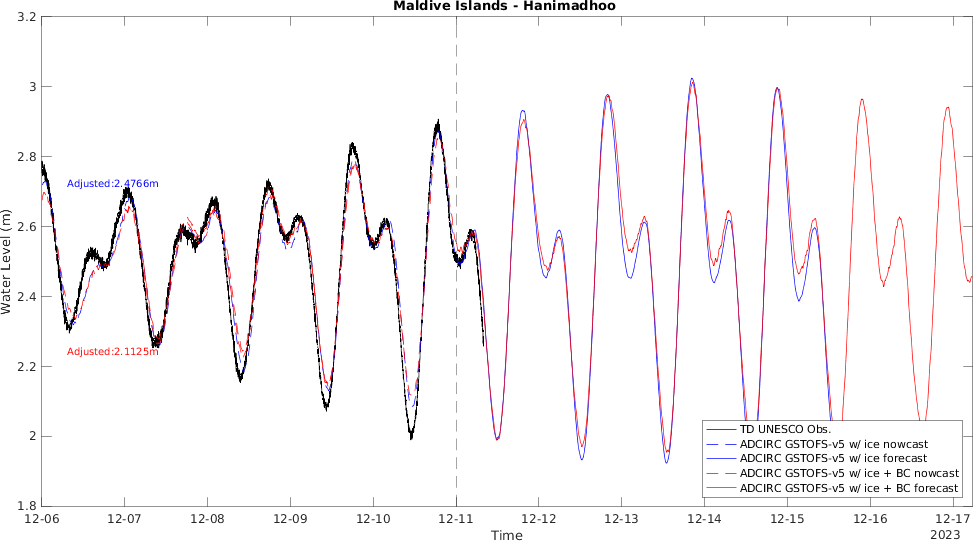 Maldive Islands - Hanimadhoo
3.2
3
2.8
2.6
2.4
2.2
2
1.8
Water Level (m)
Adjusted:2.4766m
Adjusted:2.1125m
TD UNESCO Obs.
ADCIRC GSTOFS-v5 w/ ice nowcast
ADCIRC GSTOFS-v5 w/ ice forecast
ADCIRC GSTOFS-v5 w/ ice + BC nowcast
ADCIRC GSTOFS-v5 w/ ice + BC forecast
12-06 12-07 12-08 12-09 12-10 12-11 12-12 12-13 12-14 12-15 12-16 12-17
Time
2023